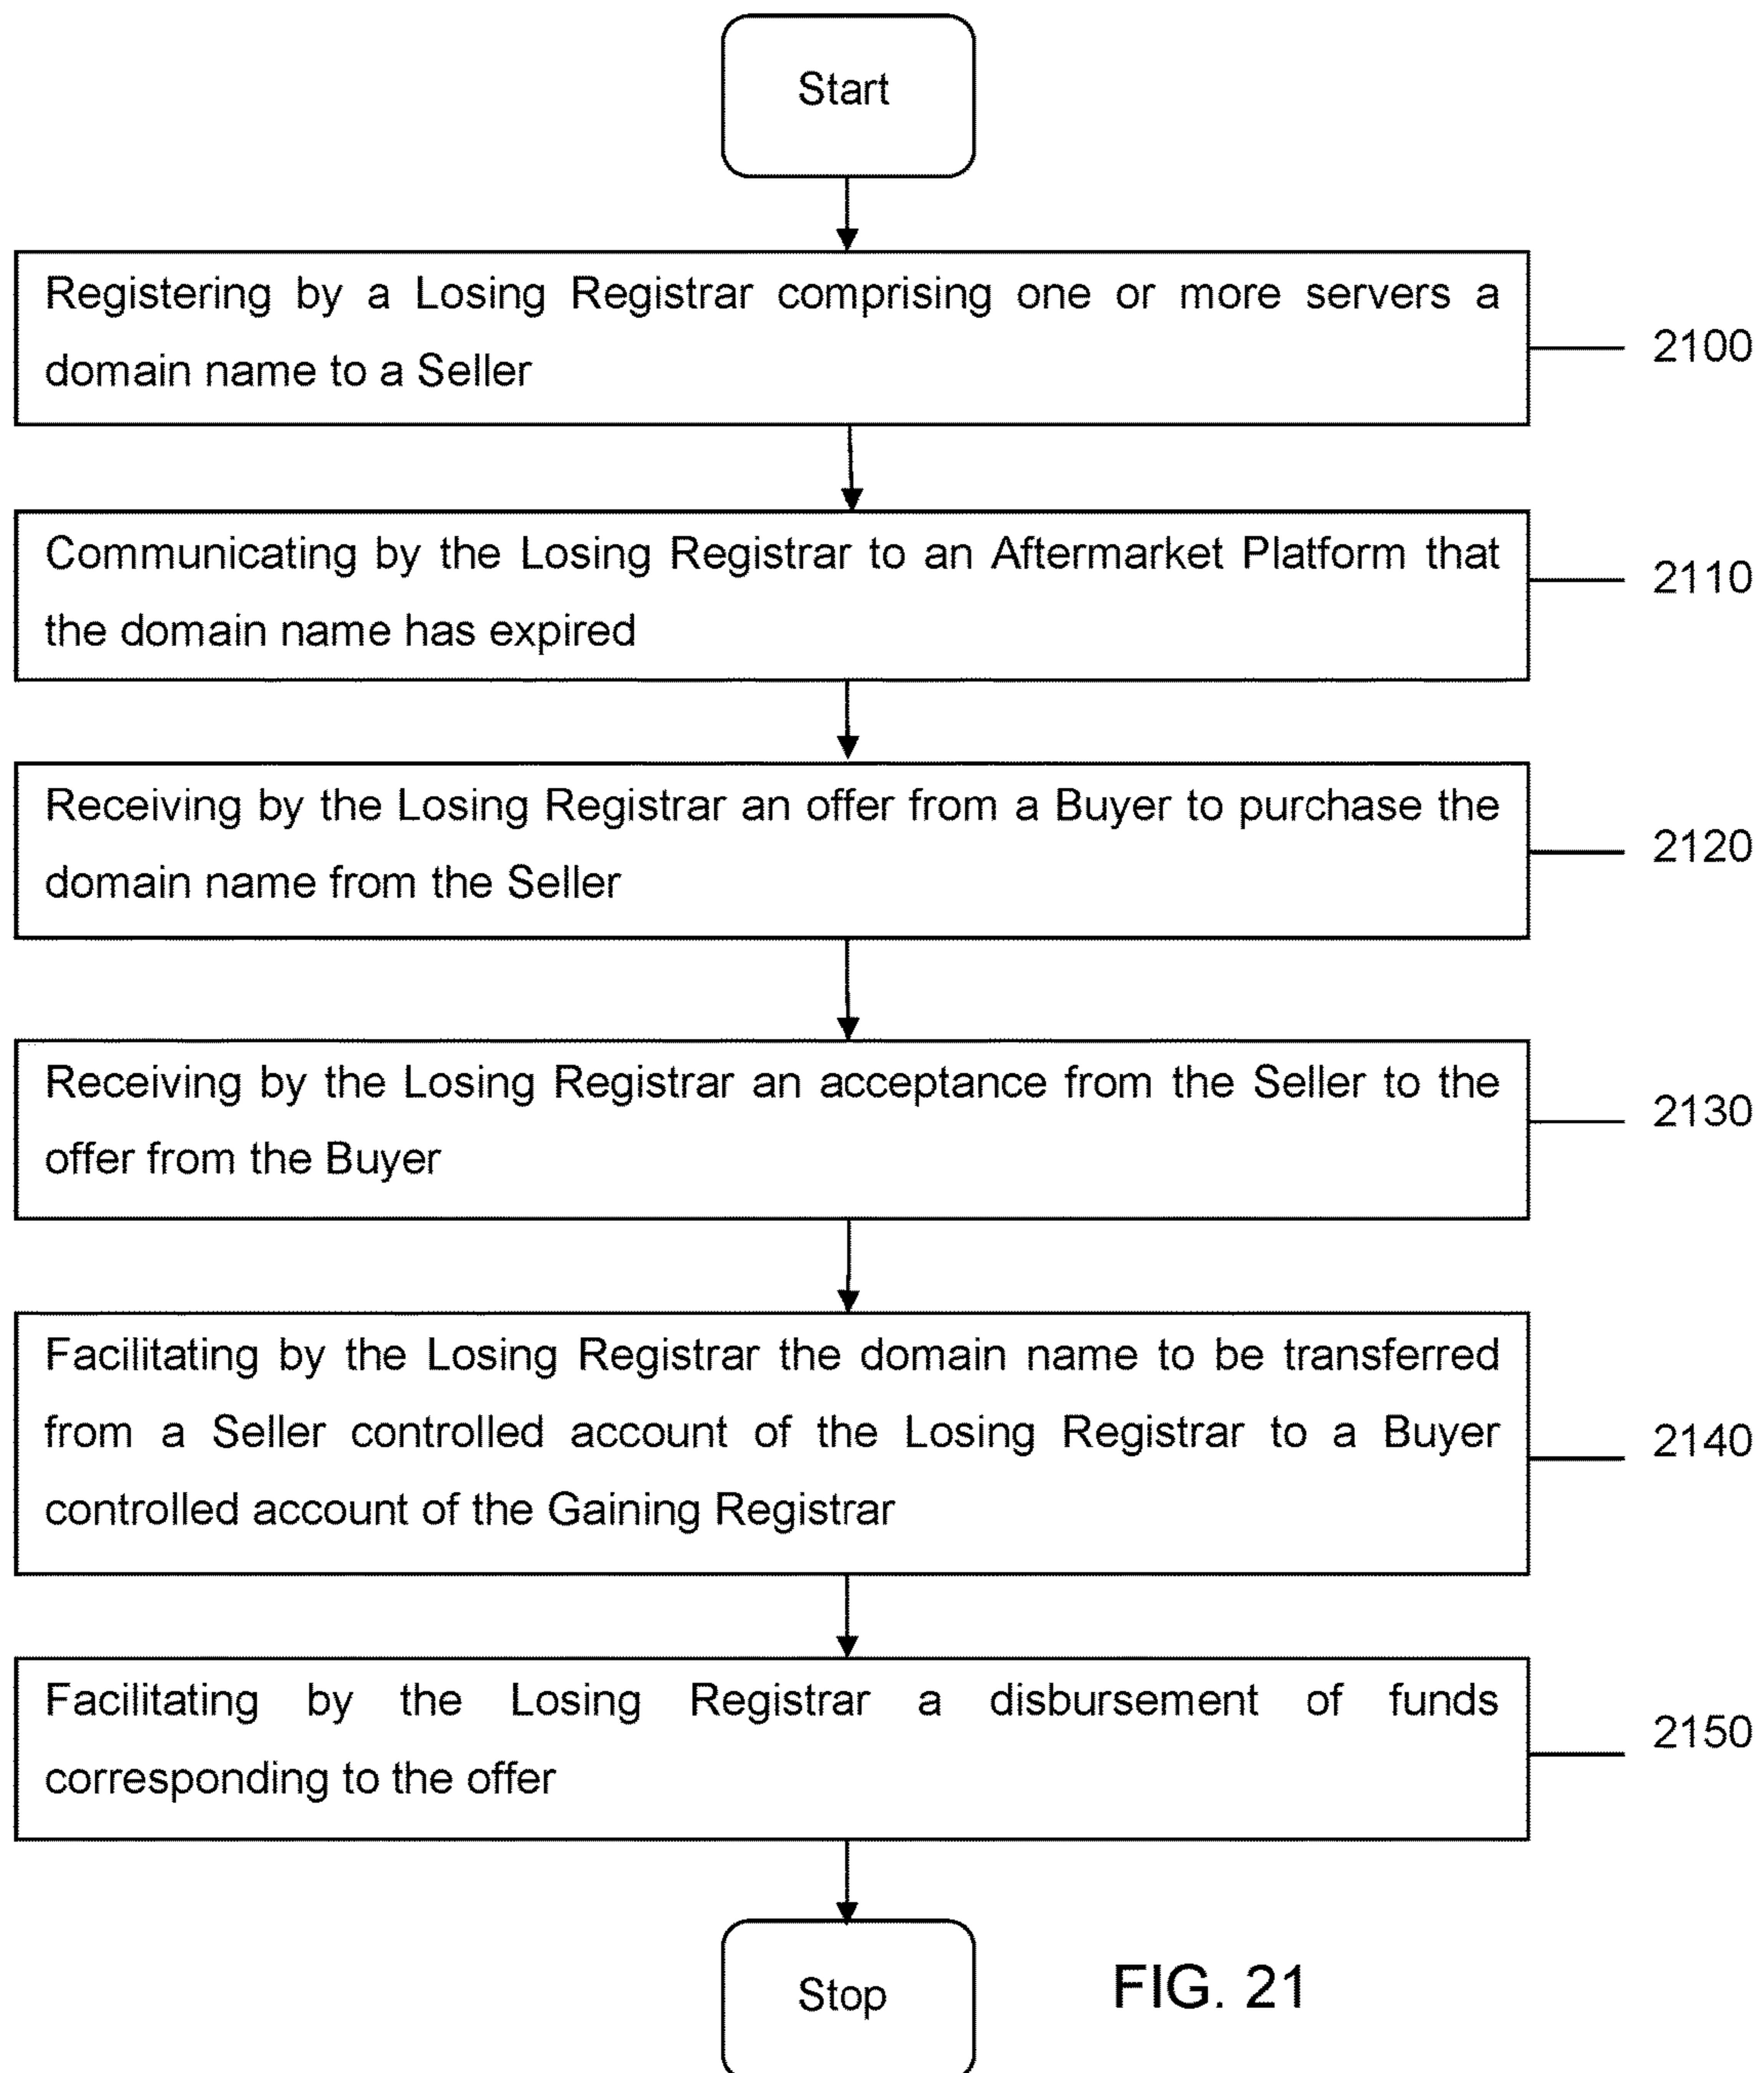 Start
Registering by a Losing Registrar comprising one or more servers a
domain name to a Seller
2100
Communicating by the Losing Registrar to an Aftermarket Platform that
the domain name has expired
2110
Receiving by the Losing Registrar an offer from a Buyer to purchase the
domain name from the Seller
2120
Receiving by the Losing Registrar an acceptance from the Seller to the
offer from the Buyer
2130
Facilitating by the Losing Registrar the domain name to be transferred
from a Seller controlled account of the Losing Registrar to a Buyer
controlled account of the Gaining Registrar
2140
Facilitating by the Losing Registrar a disbursement of funds
corresponding to the offer
2150
Stop
FIG. 21